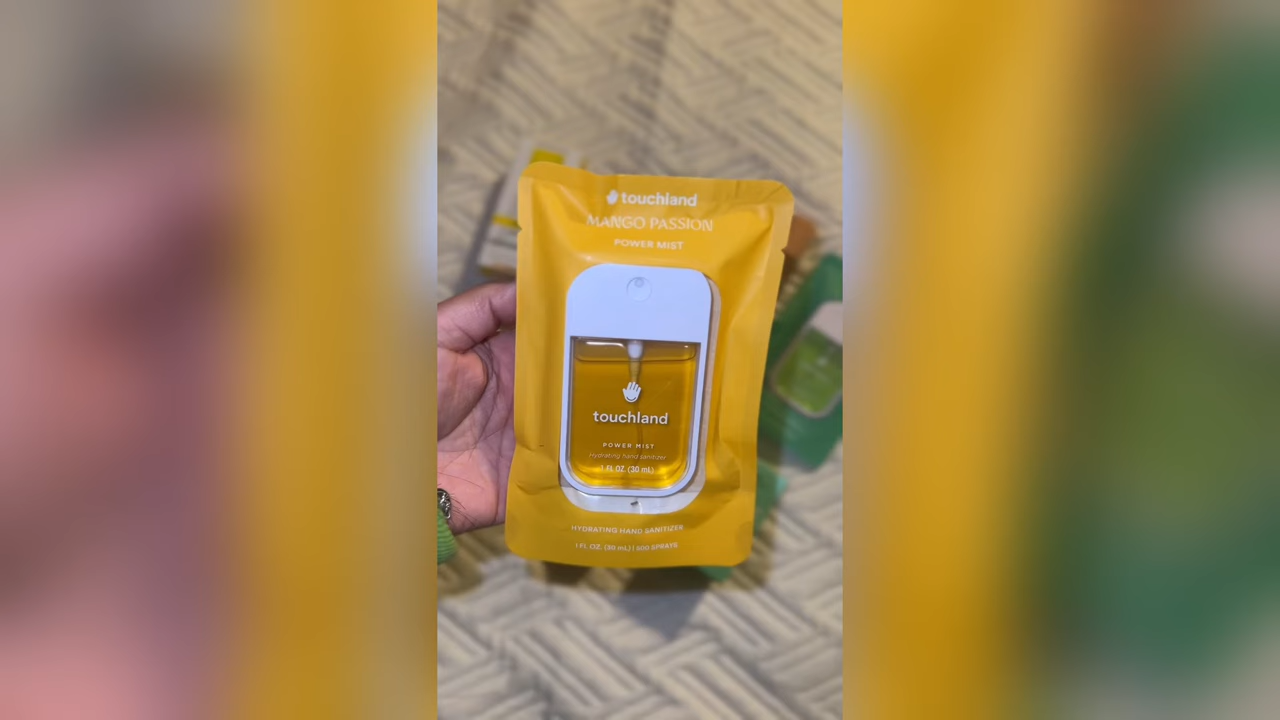 touchland
MANGO PASSION
POWER MIST
touchland
POWER MIST
Hydrating hand sanitizer
1 FL OZ. (30 mL)
HYDRATING HAND SANITIZER
1 FL OZ. (30 mL) | 500 SPRAYS